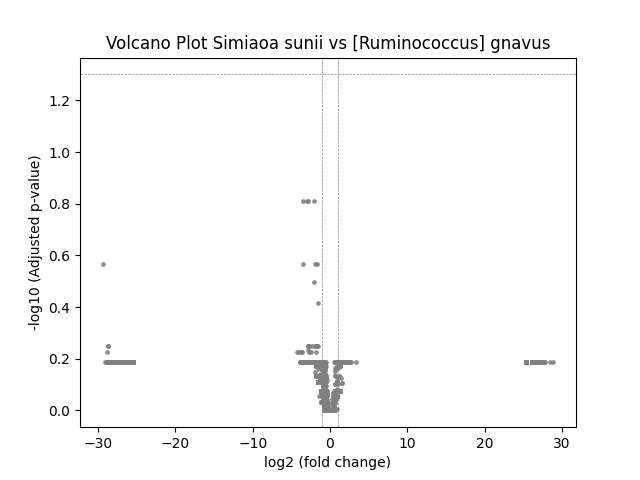 Volcano Plot Simiaoa sunii vs [Ruminococcus] gnavus
-log10 (Adjusted p-value)
1.2
1.0
0.8
0.6
0.4
0.2
0.0
−30 −20 −10 0 10 20 30
log2 (fold change)